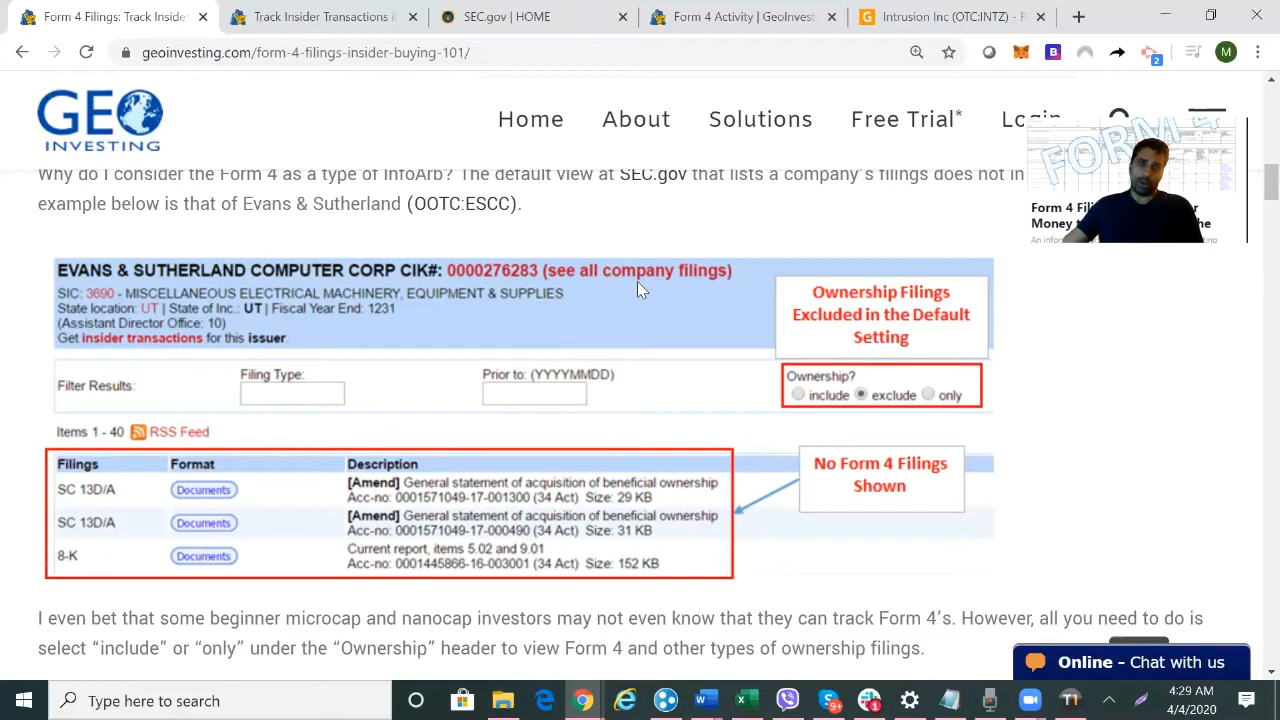 Form 4 Filings: Track Insider
Track Insider Transactions i
SEC.gov | HOME
Form 4 Activity | GeoInvest
Intrusion Inc (OTC:INTZ) - F
geoinvesting.com/form-4-filings-insider-buying-101/
2
M
GEO
INVESTING
Home
About
Solutions
Free Trial*
Login
FORM 4
Why do I consider the Form 4 as a type of InfoArb? The default view at SEC.gov that lists a company's filings does not in
example below is that of Evans & Sutherland (OOTC:ESCC).
Form 4 Fil
Money
EVANS & SUTHERLAND COMPUTER CORP CIK#: 0000276283 (see all company filings)
SIC: 3690 - MISCELLANEOUS ELECTRICAL MACHINERY, EQUIPMENT & SUPPLIES
State location: UT | State of Inc.: UT | Fiscal Year End: 1231
(Assistant Director Office: 10)
Get insider transactions for this issuer.
Ownership Filings
Excluded in the Default
Setting
Filter Results:
Filing Type:
Prior to: (YYYYMMDD)
Ownership?
include exclude only
Items 1 - 40 RSS Feed
Filings Format Description
SC 13D/A Documents [Amend] General statement of acquisition of beneficial ownership
Acc-no: 0001571049-17-001300 (34 Act) Size: 29 KB
SC 13D/A Documents [Amend] General statement of acquisition of beneficial ownership
Acc-no: 0001571049-17-000490 (34 Act) Size: 31 KB
8-K Documents Current report, items 5.02 and 9.01
Acc-no: 0001445866-16-003001 (34 Act) Size: 152 KB
No Form 4 Filings
Shown
I even bet that some beginner microcap and nanocap investors may not even know that they can track Form 4's. However, all you need to do is
select “include” or “only” under the “Ownership” header to view Form 4 and other types of ownership filings.
Online - Chat with us
Type here to search
9+
1
4:29 AM
4/4/2020